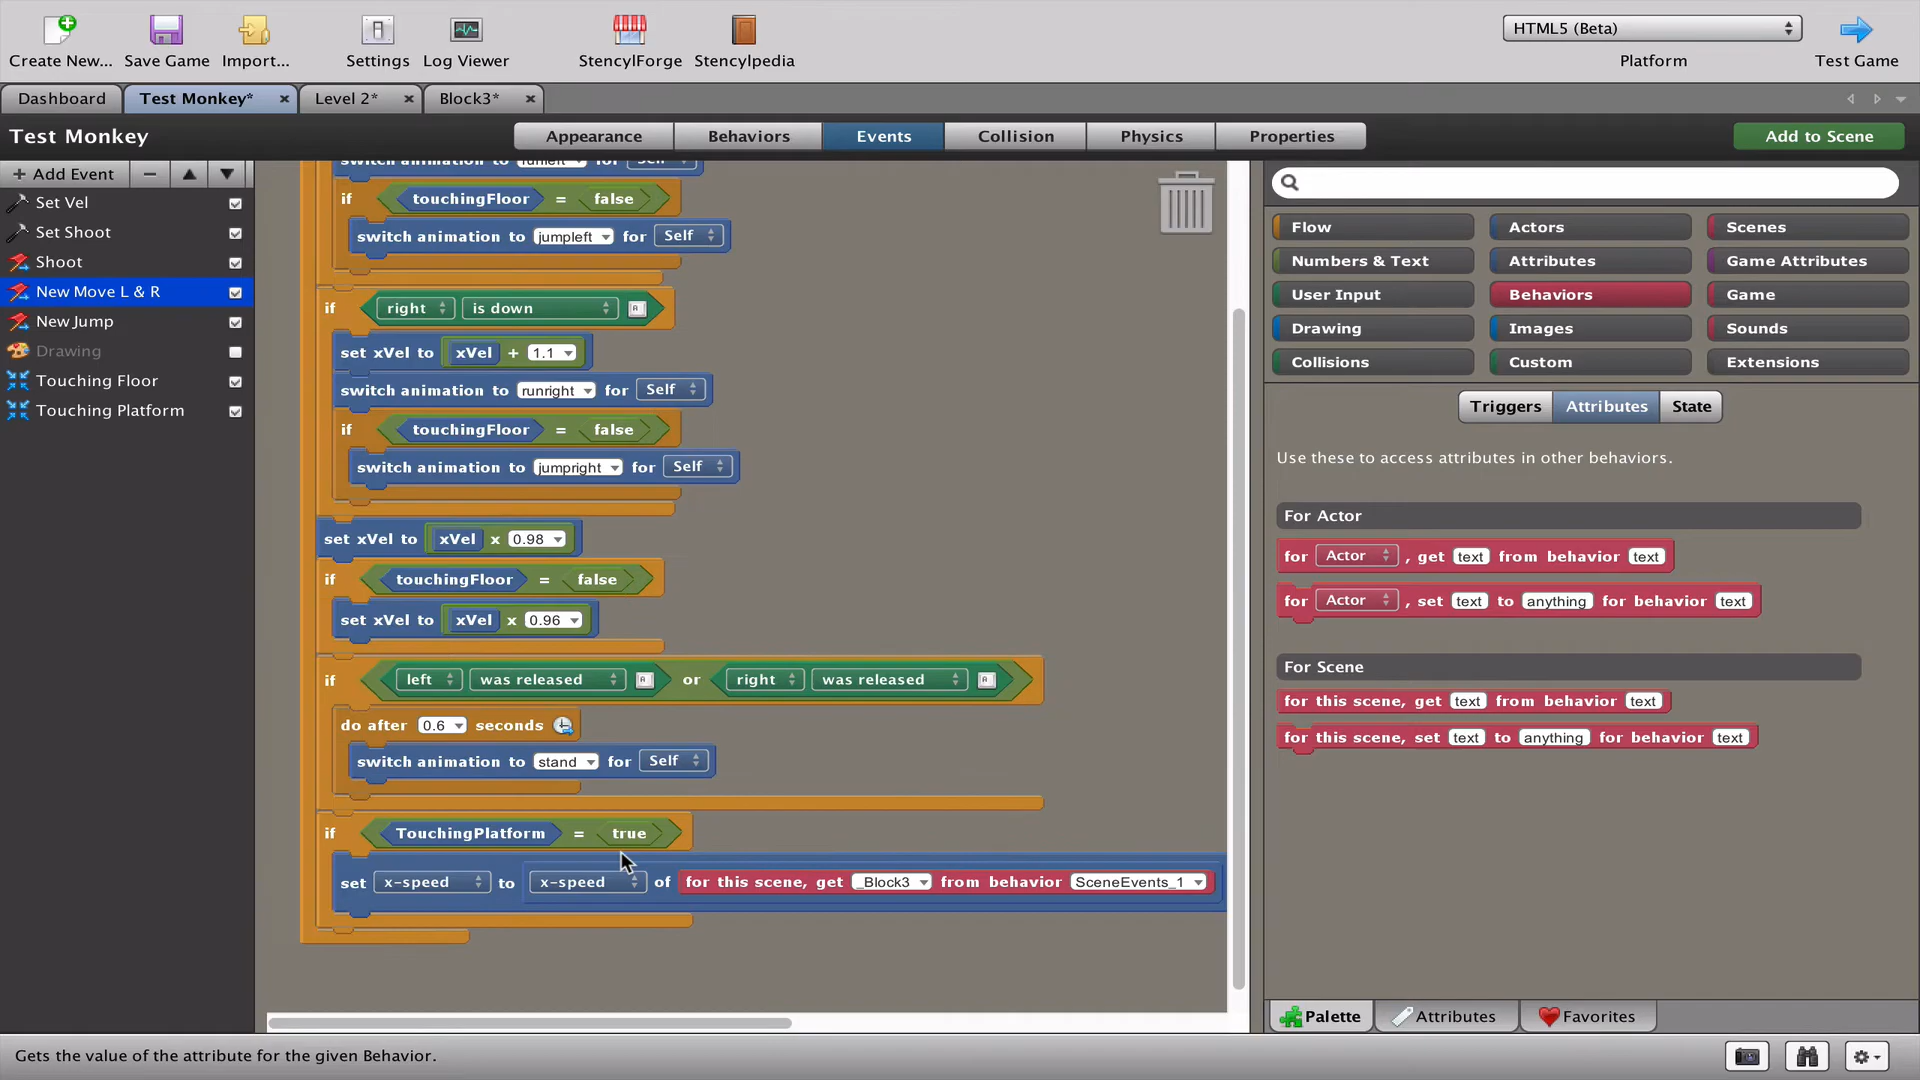 Create New... Save Game Import... Settings Log Viewer StencylForge Stencylpedia
HTML5 (Beta)
Platform
Test Game
Dashboard Test Monkey* Level 2* Block3*
Test Monkey
Appearance Behaviors Events Collision Physics Properties
Add to Scene
+ Add Event
Set Vel
Set Shoot
Shoot
New Move L & R
New Jump
Drawing
Touching Floor
Touching Platform
switch animation to runleft for Self
if touchingFloor = false
switch animation to jumpleft for Self
if right is down
set xVel to xVel + 1.1
switch animation to runright for Self
if touchingFloor = false
switch animation to jumpright for Self
set xVel to xVel x 0.98
if touchingFloor = false
set xVel to xVel x 0.96
if left was released or right was released
do after 0.6 seconds
switch animation to stand for Self
if TouchingPlatform = true
set x-speed to x-speed of for this scene, get _Block3 from behavior SceneEvents_1
Flow Actors Scenes
Numbers & Text Attributes Game Attributes
User Input Behaviors Game
Drawing Images Sounds
Collisions Custom Extensions
Triggers Attributes State
Use these to access attributes in other behaviors.
For Actor
for Actor , get text from behavior text
for Actor , set text to anything for behavior text
For Scene
for this scene, get text from behavior text
for this scene, set text to anything for behavior text
Palette Attributes Favorites
Gets the value of the attribute for the given Behavior.